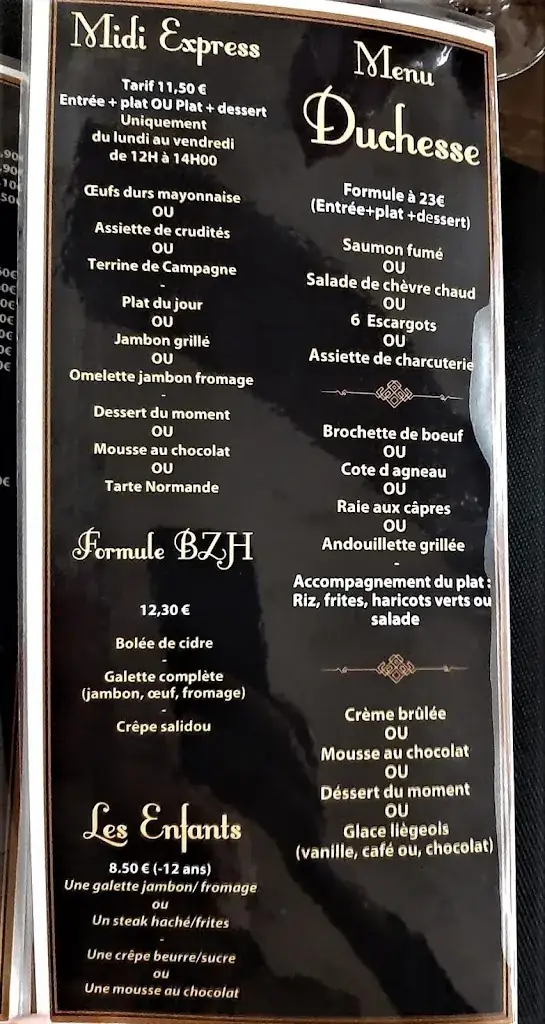 Midi Express
Tarif 11,50 €
Entrée + plat OU Plat + dessert
Uniquement
du lundi au vendredi
de 12H à 14H00
Œufs durs mayonnaise
OU
Assiette de crudités
OU
Terrine de Campagne
-
Plat du jour
OU
Jambon grillé
OU
Omelette jambon fromage
-
Dessert du moment
OU
Mousse au chocolat
OU
Tarte Normande
Formule BZH
12,30 €
Bolée de cidre
-
Galette complète
(jambon, œuf, fromage)
-
Crêpe salidou
Les Enfants
8.50 € (-12 ans)
Une galette jambon/ fromage
ou
Un steak haché/frites
-
Une crêpe beurre/sucre
ou
Une mousse au chocolat
Menu
Duchesse
Formule à 23€
(Entrée+plat +dessert)
Saumon fumé
OU
Salade de chèvre chaud
OU
6 Escargots
OU
Assiette de charcuterie
Brochette de boeuf
OU
Cote d agneau
OU
Raie aux câpres
OU
Andouillette grillée
-
Accompagnement du plat :
Riz, frites, haricots verts ou
salade
Crème brûlée
OU
Mousse au chocolat
OU
Déssert du moment
OU
Glace liègeois
(vanille, café ou, chocolat)